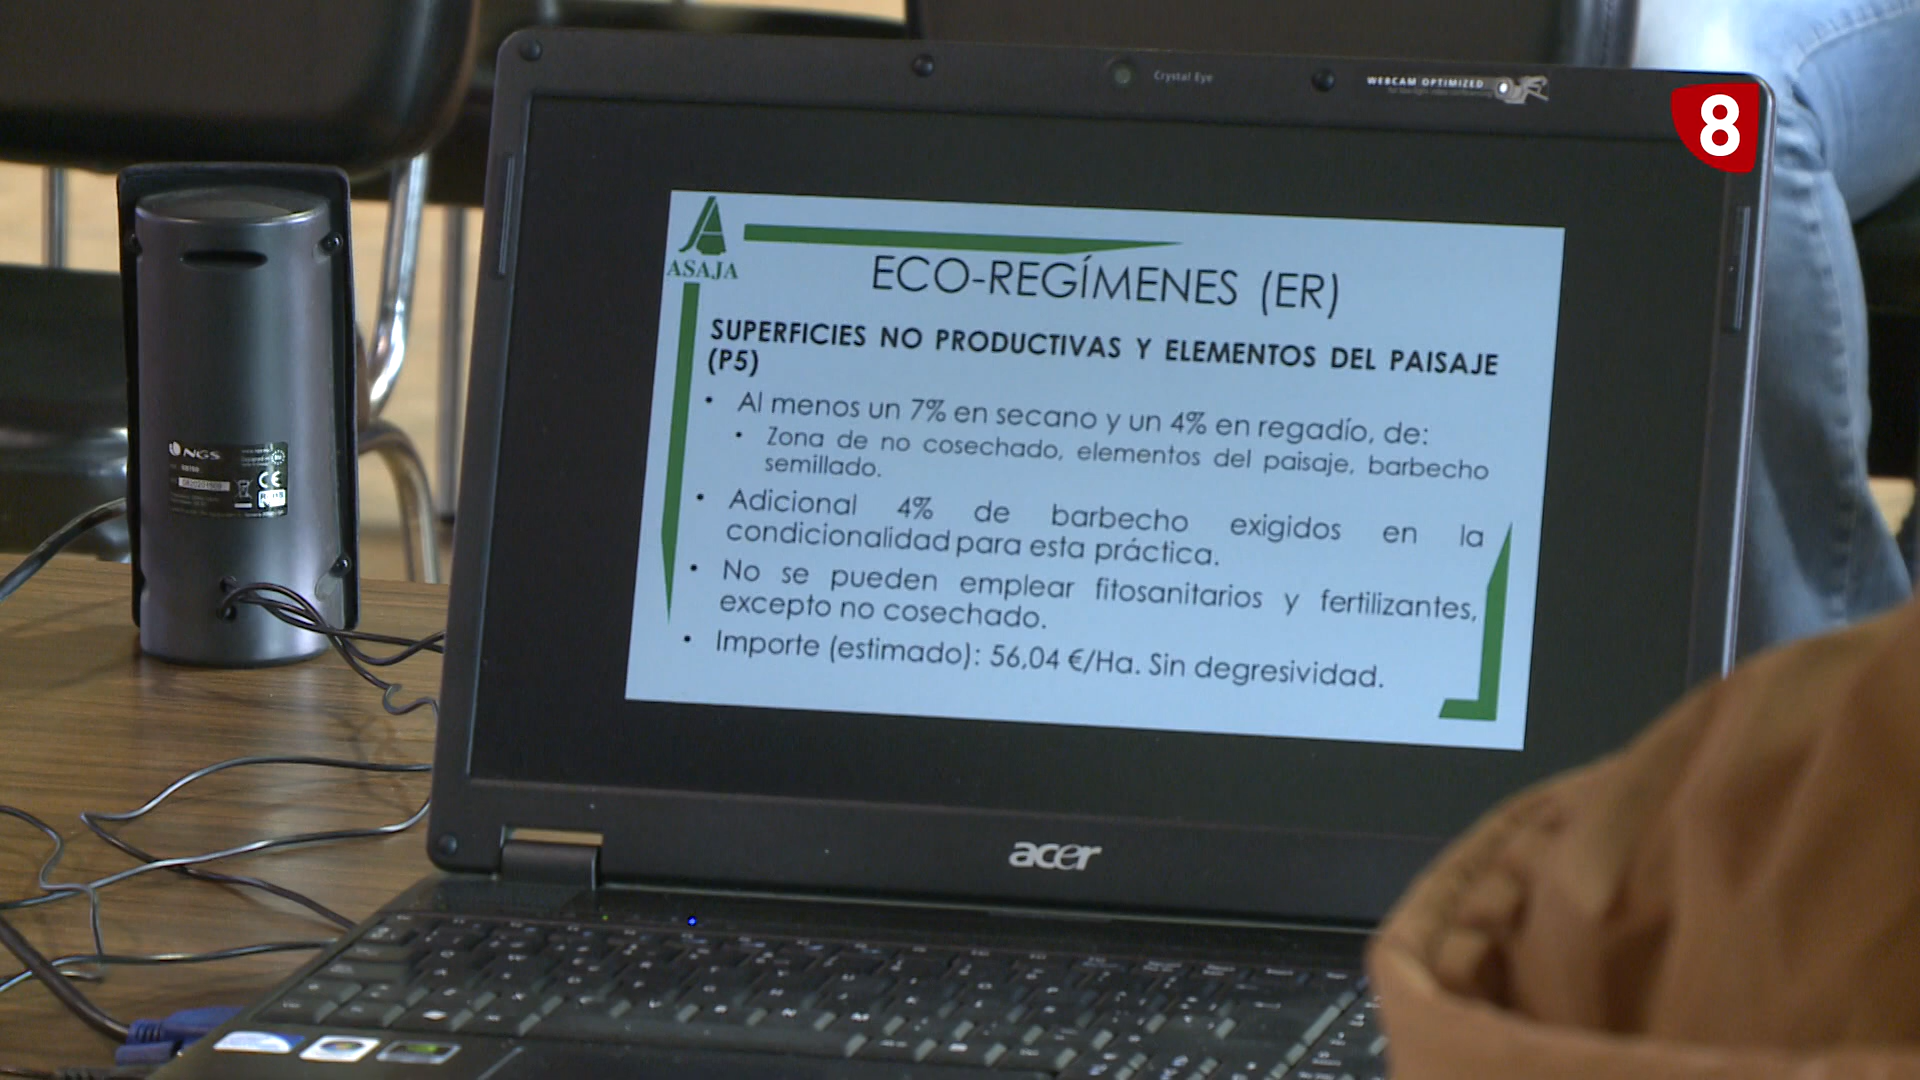 Crystal Eye
WEBCAM OPTIMIZED
8
ASAJA
ECO-REGÍMENES (ER)
SUPERFICIES NO PRODUCTIVAS Y ELEMENTOS DEL PAISAJE
(P5)
• Al menos un 7% en secano y un 4% en regadío, de:
• Zona de no cosechado, elementos del paisaje, barbecho
semillado.
• Adicional 4% de barbecho exigidos en la
condicionalidad para esta práctica.
• No se pueden emplear fitosanitarios y fertilizantes,
excepto no cosechado.
• Importe (estimado): 56,04 €/Ha. Sin degresividad.
NGS
CE
acer